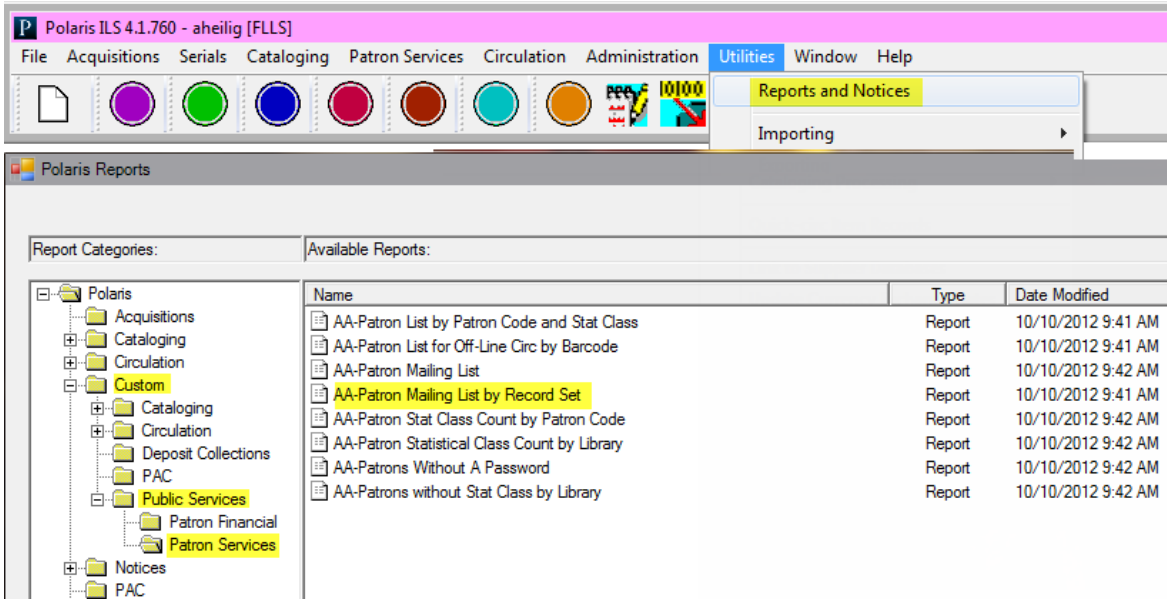 P Polaris ILS 4.1.760 - aheilig [FLLS]
File Acquisitions Serials Cataloging Patron Services Circulation Administration Utilities Window Help
Reports and Notices
Importing
Polaris Reports
Report Categories: Available Reports:
Polaris
Acquisitions
Cataloging
Circulation
Custom
Cataloging
Circulation
Deposit Collections
PAC
Public Services
Patron Financial
Patron Services
Notices
PAC
Name Type Date Modified
AA-Patron List by Patron Code and Stat Class Report 10/10/2012 9:41 AM
AA-Patron List for Off-Line Circ by Barcode Report 10/10/2012 9:41 AM
AA-Patron Mailing List Report 10/10/2012 9:42 AM
AA-Patron Mailing List by Record Set Report 10/10/2012 9:41 AM
AA-Patron Stat Class Count by Patron Code Report 10/10/2012 9:42 AM
AA-Patron Statistical Class Count by Library Report 10/10/2012 9:42 AM
AA-Patrons Without A Password Report 10/10/2012 9:42 AM
AA-Patrons without Stat Class by Library Report 10/10/2012 9:42 AM